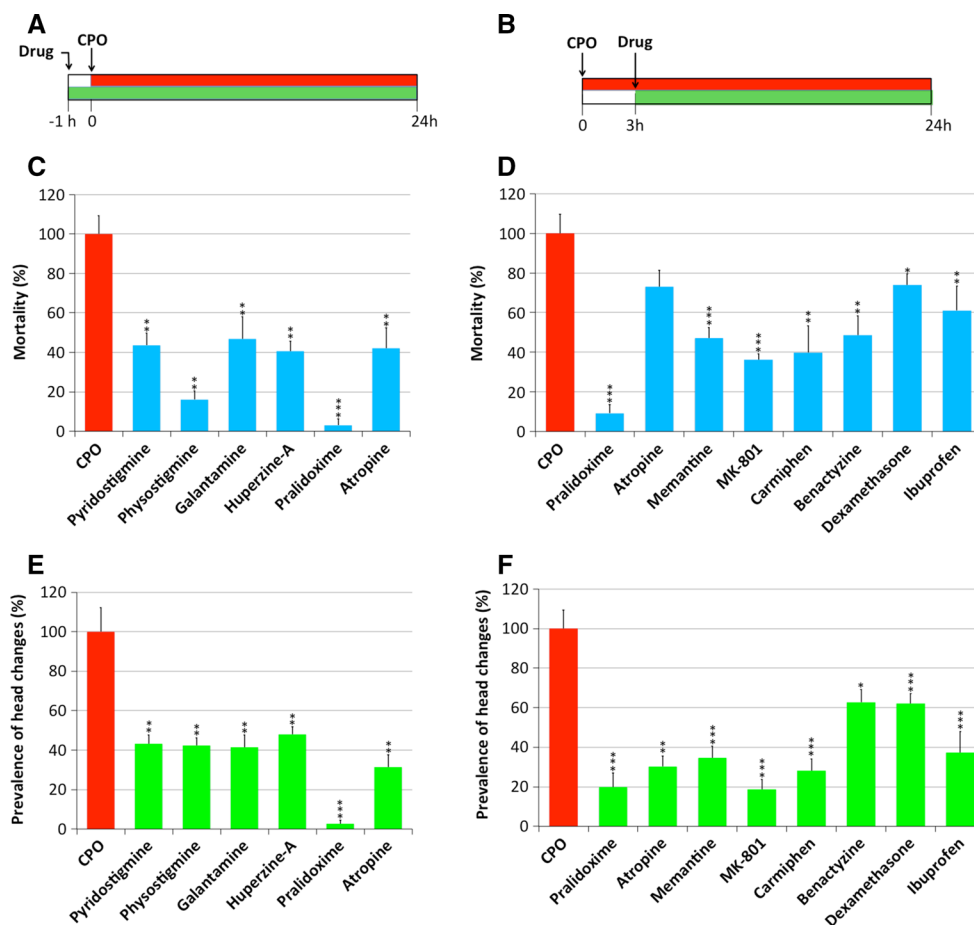 A
Drug
CPO
-1 h
0
24h
B
CPO
Drug
0
3h
24h
C
Mortality (%)
120
100
80
60
40
20
0
**
**
**
**
***
**
CPO
Pyridostigmine
Physostigmine
Galantamine
Huperzine-A
Pralidoxime
Atropine
D
Mortality (%)
120
100
80
60
40
20
0
***
***
***
**
**
*
**
CPO
Pralidoxime
Atropine
Memantine
MK-801
Carmiphen
Benactyzine
Dexamethasone
Ibuprofen
E
Prevalence of head changes (%)
120
100
80
60
40
20
0
**
**
**
**
***
**
CPO
Pyridostigmine
Physostigmine
Galantamine
Huperzine-A
Pralidoxime
Atropine
F
Prevalence of head changes (%)
120
100
80
60
40
20
0
***
**
***
***
***
*
***
***
CPO
Pralidoxime
Atropine
Memantine
MK-801
Carmiphen
Benactyzine
Dexamethasone
Ibuprofen